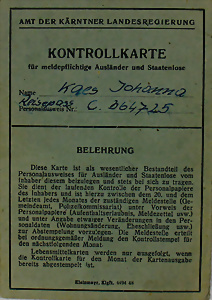 AMT DER KÄRNTNER LANDESREGIERUNG
KONTROLLKARTE
für meldepflichtige Ausländer und Staatenlose
Name Kaes Johanna
Reisepass
Personalausweis Nr. C. 064725
BELEHRUNG
Diese Karte ist als wesentlicher Bestandteil des
Personalausweises für Ausländer und Staatenlose vom
Inhaber diesem beizulegen und stets bei sich zu tragen.
Sie dient der laufenden Kontrolle der Personalpapiere
des Inhabers und ist hierzu zwischen dem 20. und dem
Letzten jedes Monates der zuständigen Meldestelle (Ge-
meindeamt, Polizeikommissariat) unter Vorweis der
Personalpapiere (Aufenthaltserlaubnis, Meldezettel usw.)
und unter Angabe etwaiger Veränderungen in den Per-
sonaldaten (Wohnungsänderung, Eheschließung usw.)
zur Abstempelung vorzulegen. Die Meldestelle erteilt
bei ordnungsgemäßer Meldung den Kontrollstempel für
den nächstfolgenden Monat.
Lebensmittelkarten werden nur ausgefolgt, wenn
die Kontrollkarte für den Monat der Kartenausgabe
bereits abgestempelt ist.
Kleinmayr, Klgft.